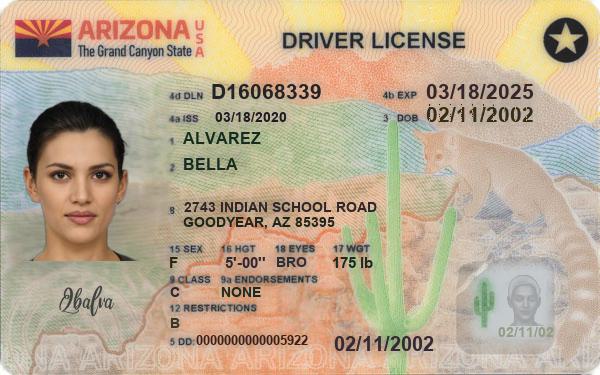 ARIZONA USA
The Grand Canyon State
DRIVER LICENSE
4d DLN D16068339 4b EXP 03/18/2025
4a ISS 03/18/2020 3 DOB 02/11/2002
1 ALVAREZ
2 BELLA
8 2743 INDIAN SCHOOL ROAD
GOODYEAR, AZ 85395
15 SEX 16 HGT 18 EYES 17 WGT
F 5'-00" BRO 175 lb
9 CLASS 9a ENDORSEMENTS
C NONE
12 RESTRICTIONS
B
5 DD: 0000000000005922
02/11/2002
02/11/02
ARIZONA ARIZONA ARIZONA ARIZONA